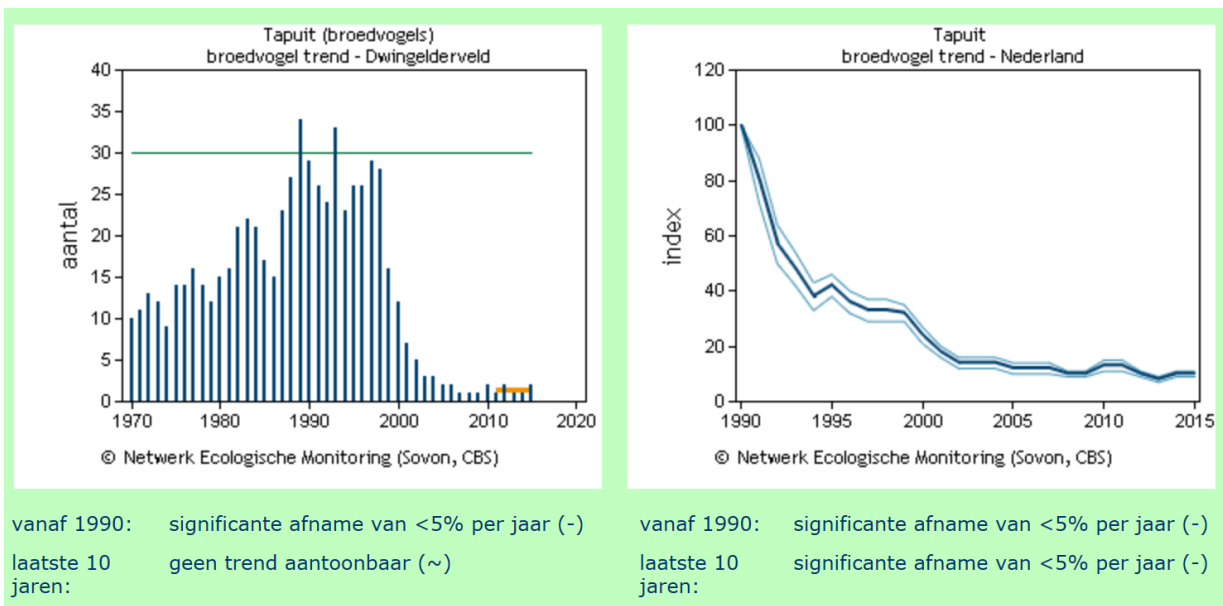 Tapuit (broedvogels)
broedvogel trend - Dwingelderveld
40
35
30
25
20
15
10
5
0
aantal
1970 1980 1990 2000 2010 2020
© Netwerk Ecologische Monitoring (Sovon, CBS)
vanaf 1990: significante afname van <5% per jaar (-)
laatste 10 geen trend aantoonbaar (~)
jaren:
Tapuit
broedvogel trend - Nederland
120
100
80
60
40
20
0
index
1990 1995 2000 2005 2010 2015
© Netwerk Ecologische Monitoring (Sovon, CBS)
vanaf 1990: significante afname van <5% per jaar (-)
laatste 10 significante afname van <5% per jaar (-)
jaren: